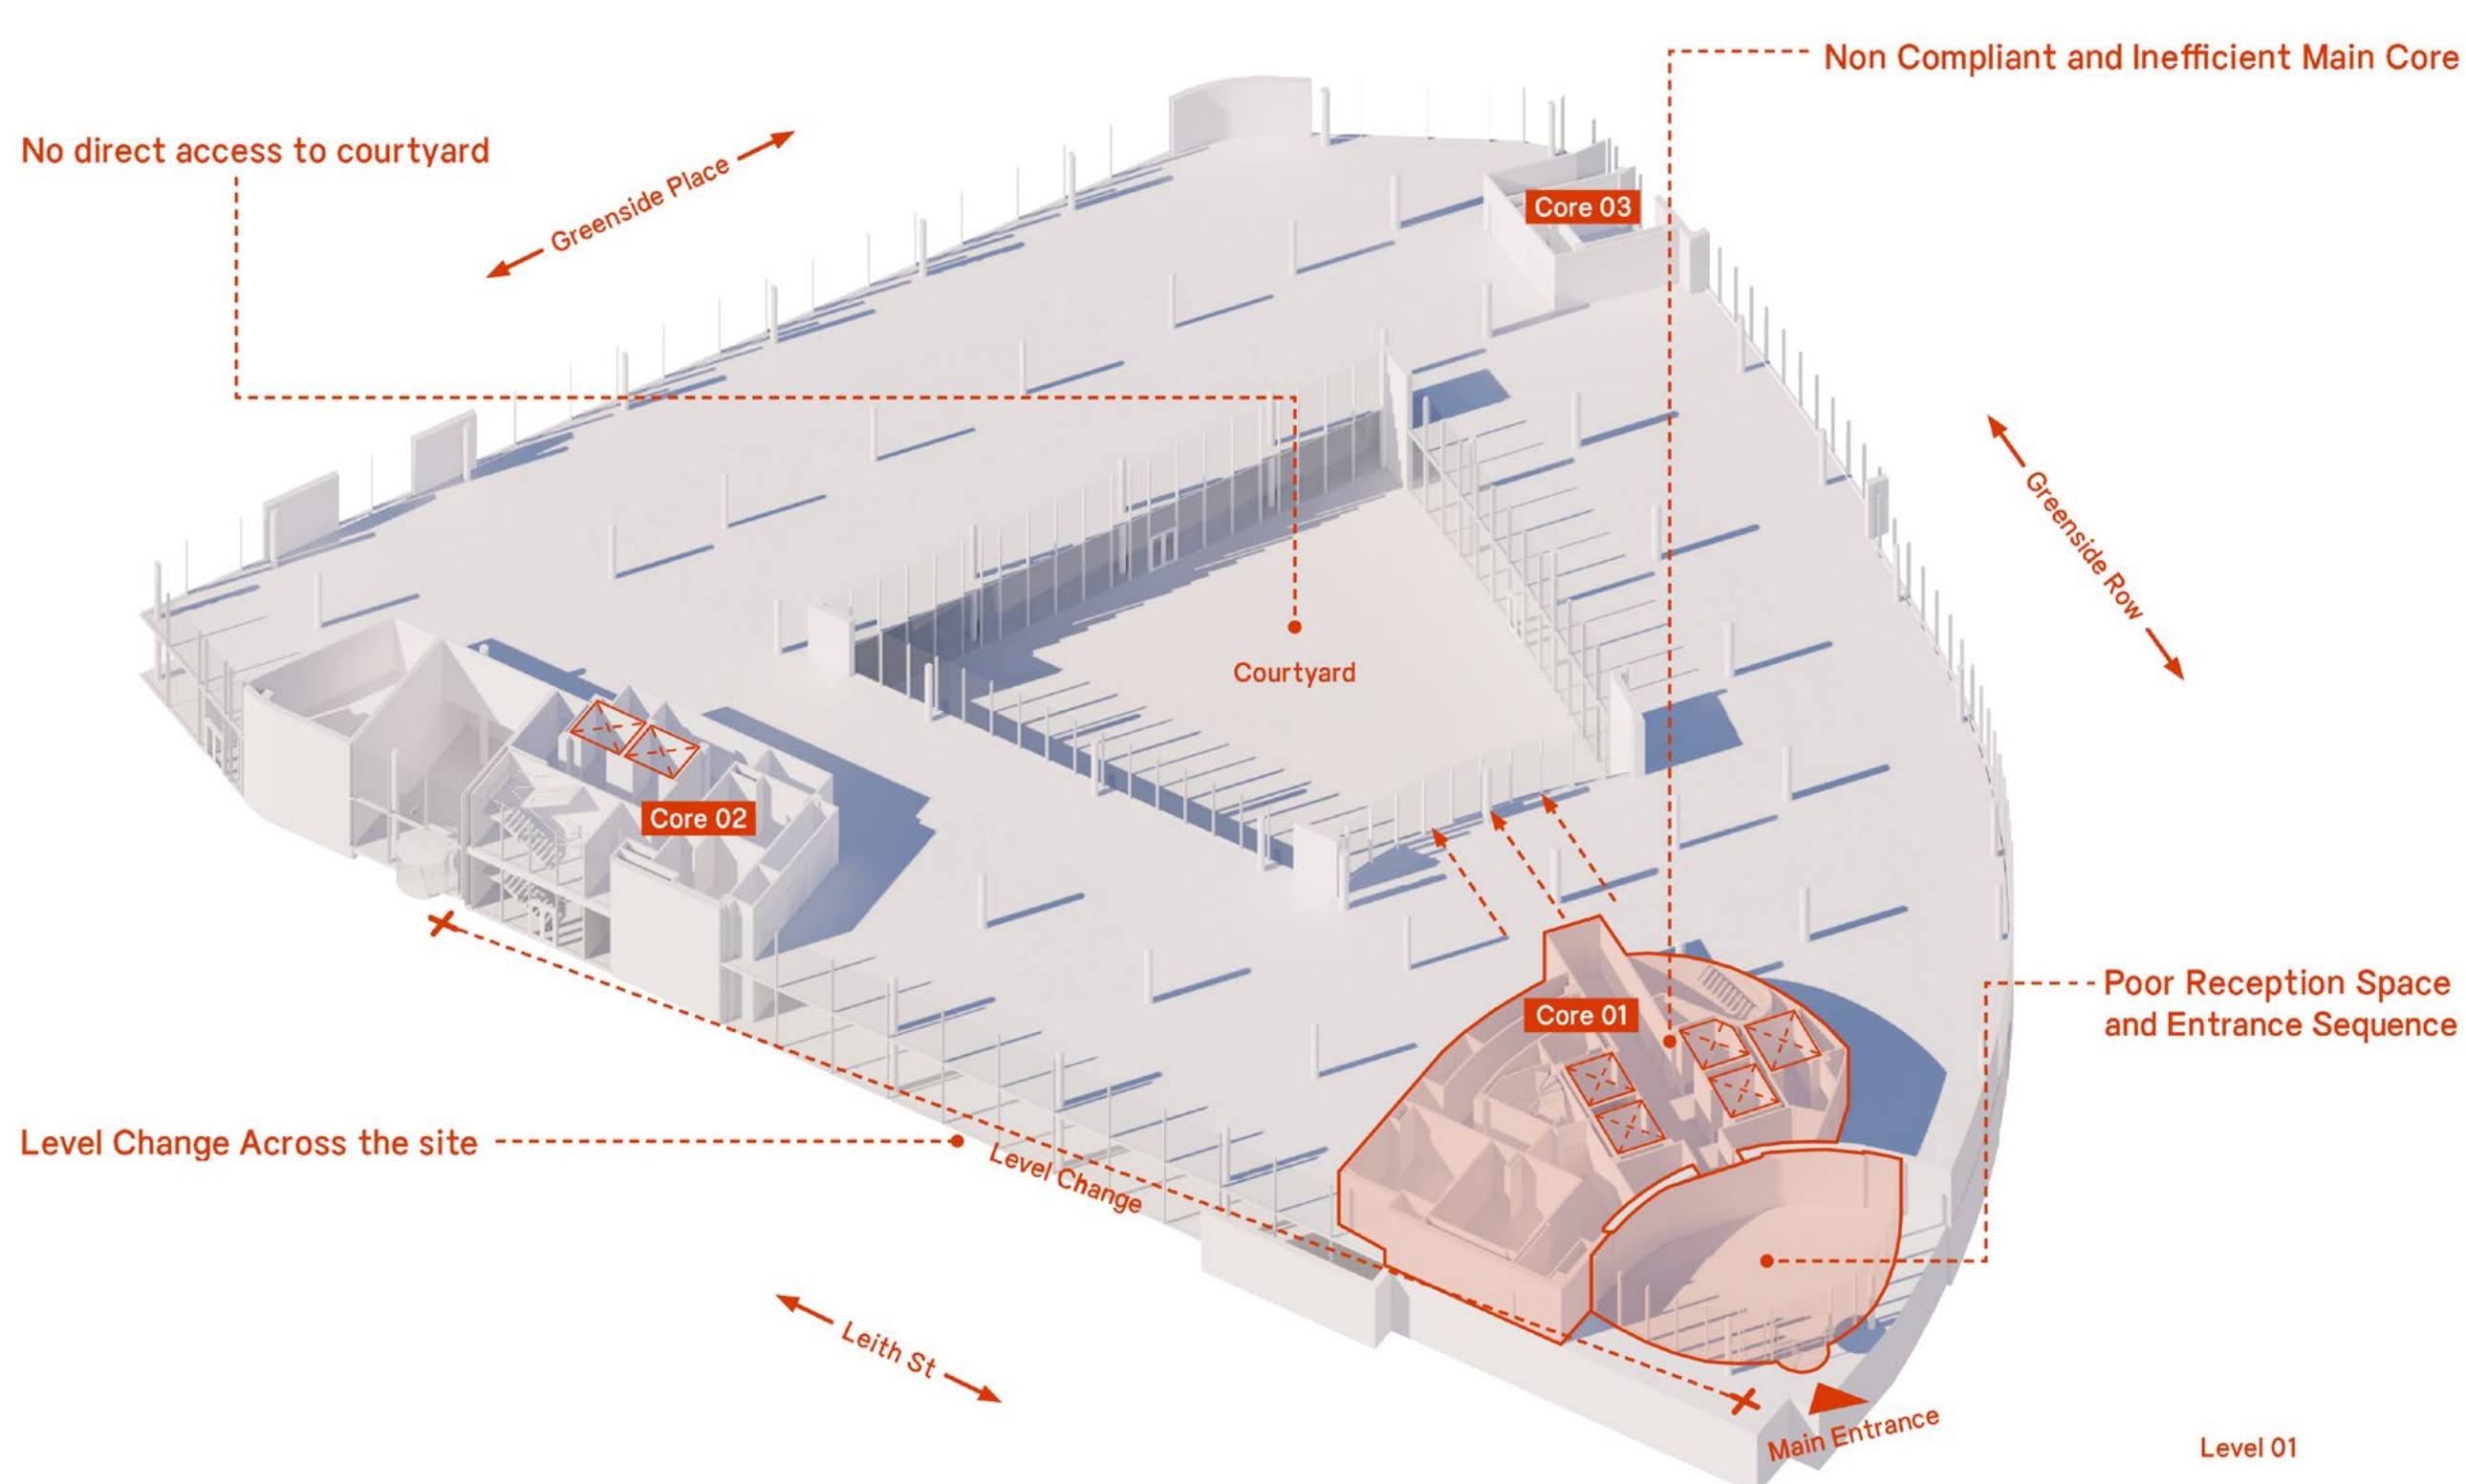 Non Compliant and Inefficient Main Core
No direct access to courtyard
Greenside Place
Core 03
Greenside Row
Courtyard
Core 02
Poor Reception Space
and Entrance Sequence
Core 01
Level Change Across the site
Level Change
Leith St
Main Entrance
Level 01